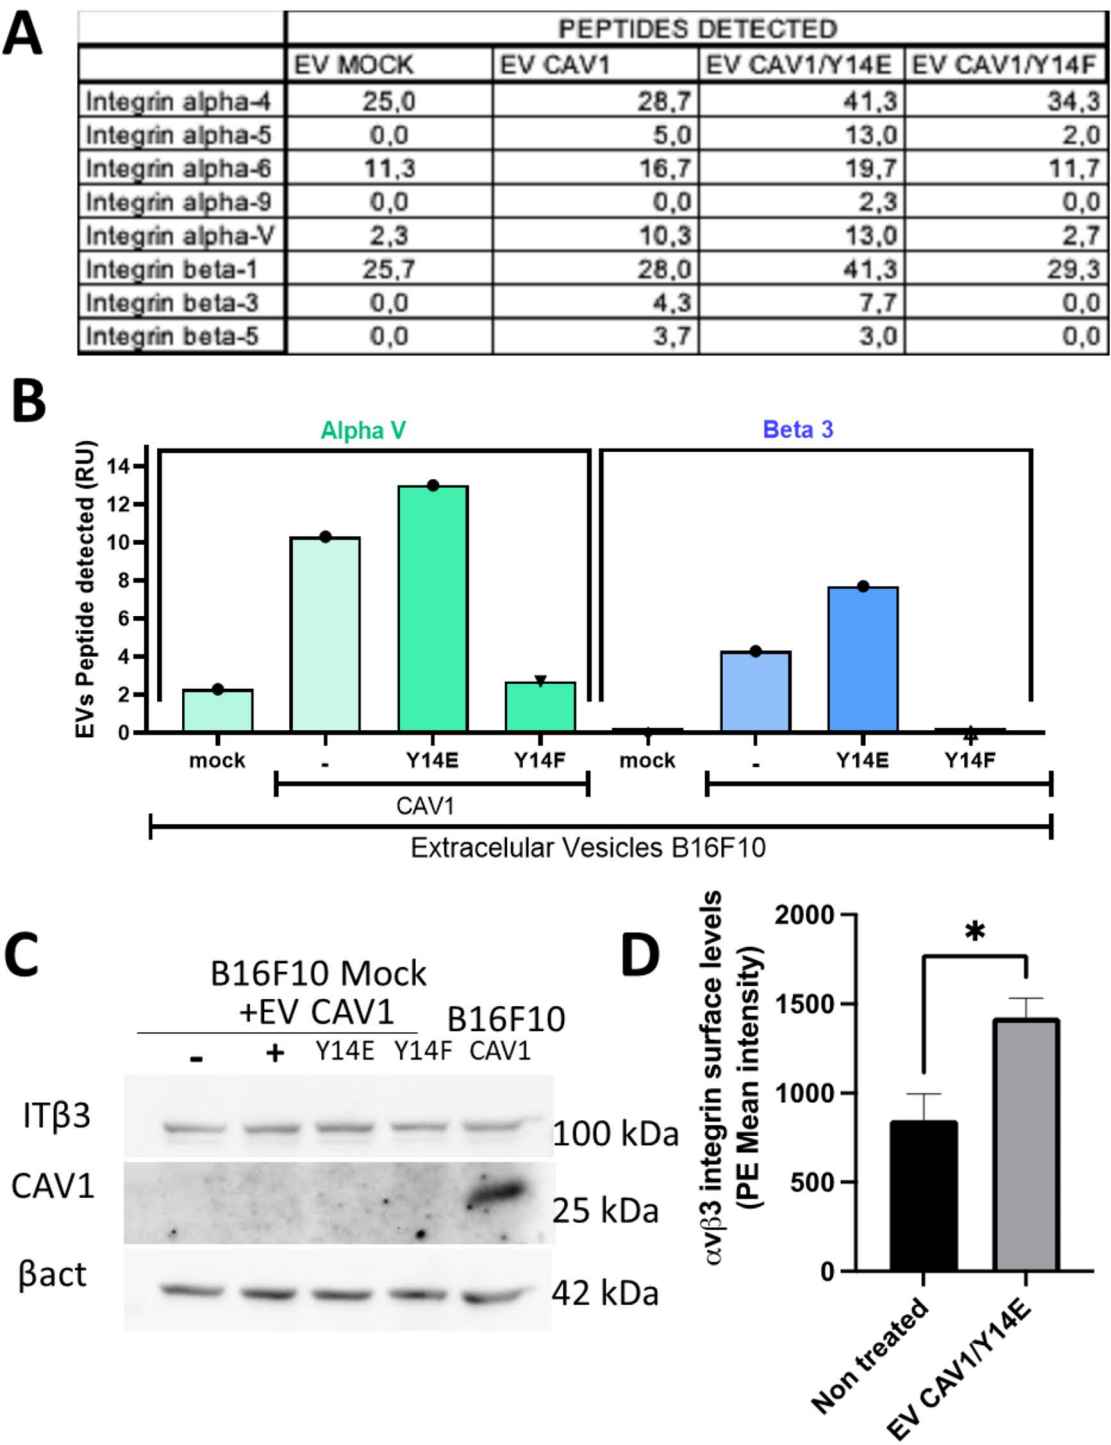 A
PEPTIDES DETECTED
EV MOCK EV CAV1 EV CAV1/Y14E EV CAV1/Y14F
Integrin alpha-4 25,0 28,7 41,3 34,3
Integrin alpha-5 0,0 5,0 13,0 2,0
Integrin alpha-6 11,3 16,7 19,7 11,7
Integrin alpha-9 0,0 0,0 2,3 0,0
Integrin alpha-V 2,3 10,3 13,0 2,7
Integrin beta-1 25,7 28,0 41,3 29,3
Integrin beta-3 0,0 4,3 7,7 0,0
Integrin beta-5 0,0 3,7 3,0 0,0
B
Alpha V Beta 3
EVs Peptide detected (RU)
14
12
10
8
6
4
2
0
mock - Y14E Y14F mock - Y14E Y14F
CAV1
Extracelular Vesicles B16F10
C
B16F10 Mock
+EV CAV1 B16F10
- + Y14E Y14F CAV1
ITβ3 100 kDa
CAV1 25 kDa
βact 42 kDa
D
αvβ3 integrin surface levels
(PE Mean intensity)
2000
1500
1000
500
0
*
Non treated
EV CAV1/Y14E